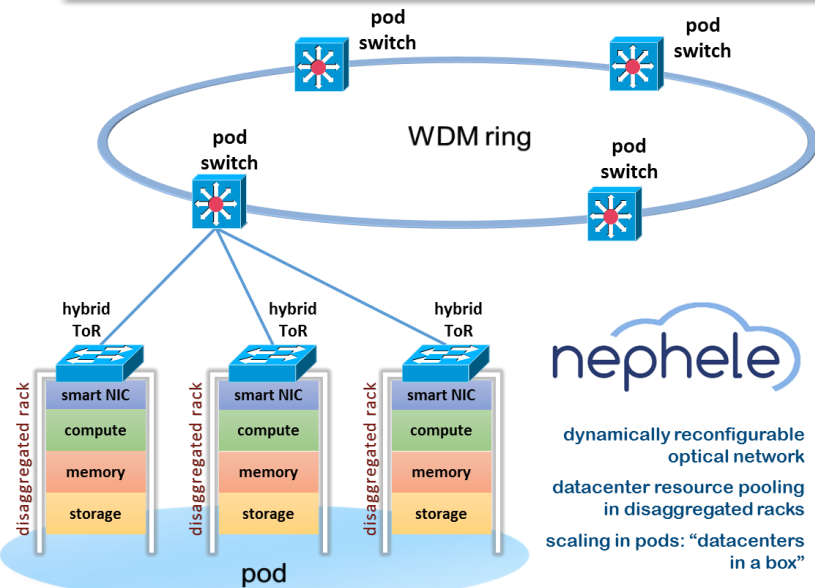 pod
switch
pod
switch
WDM ring
pod
switch
pod
switch
hybrid
ToR
hybrid
ToR
hybrid
ToR
disaggregated rack
smart NIC
compute
memory
storage
disaggregated rack
smart NIC
compute
memory
storage
disaggregated rack
smart NIC
compute
memory
storage
pod
nephele
dynamically reconfigurable
optical network
datacenter resource pooling
in disaggregated racks
scaling in pods: “datacenters
in a box”